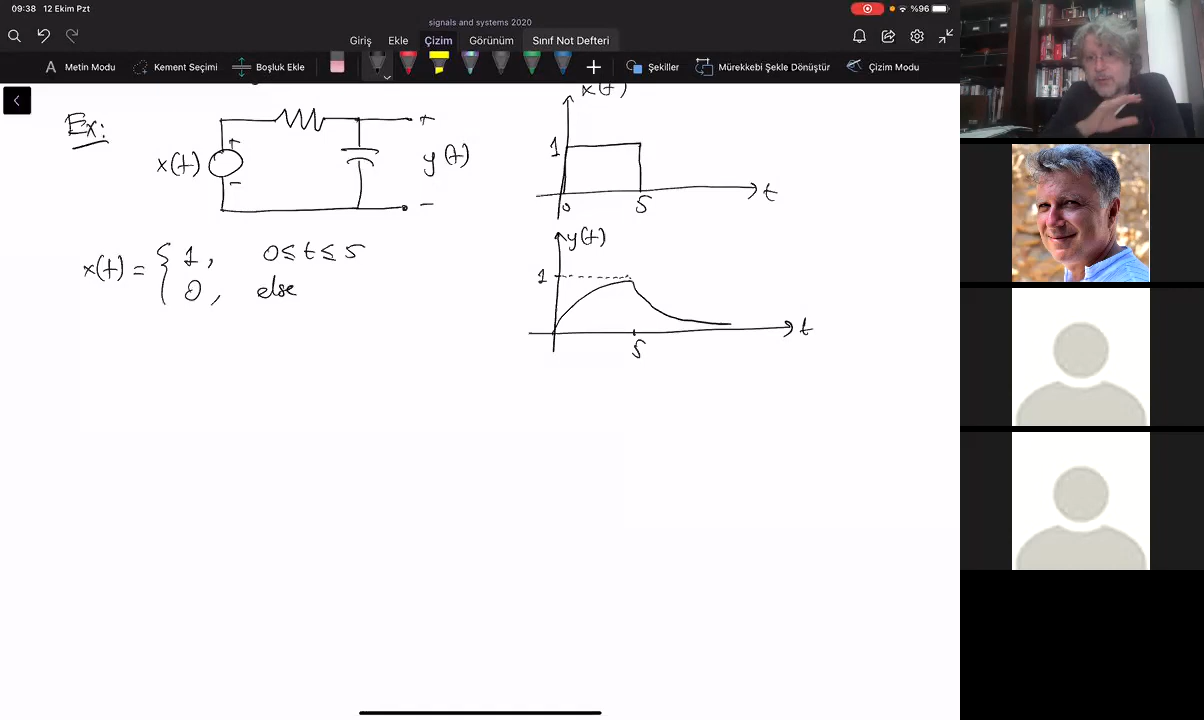 09:38 12 Ekim Pzt
%96
signals and systems 2020
Giriş Ekle Çizim Görünüm Sınıf Not Defteri
A Metin Modu Kement Seçimi Boşluk Ekle Şekiller Mürekkebi Şekle Dönüştür Çizim Modu
Ex:
x(t) + - + y(t) -
x(t) = { 1, 0 ≤ t ≤ 5
0, else
x(t)
1
0 5 t
y(t)
1
5 t